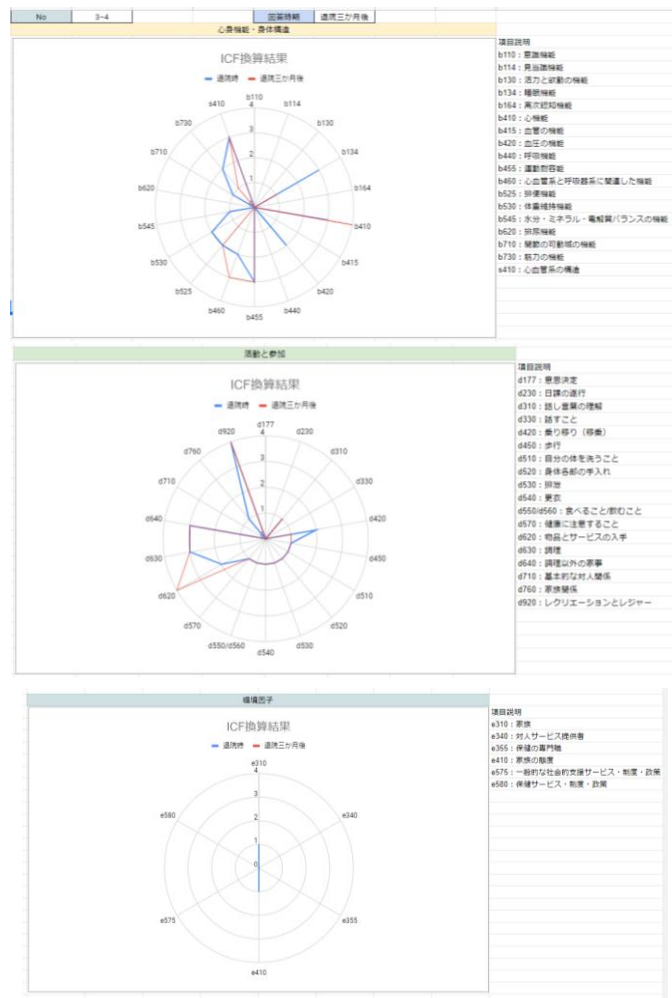 No 3-4 回答時期 退院三か月後
心身機能・身体構造
ICF換算結果
退院時 退院三か月後
b110
b114
b130
b134
b164
b410
b415
b420
b440
b455
b460
b525
b530
b545
b620
b710
b730
s410
4
3
2
1
項目説明
b110：意識機能
b114：見当識機能
b130：活力と欲動の機能
b134：睡眠機能
b164：高次認知機能
b410：心機能
b415：血管の機能
b420：血圧の機能
b440：呼吸機能
b455：運動耐容能
b460：心血管系と呼吸器系に関連した機能
b525：排便機能
b530：体重維持機能
b545：水分・ミネラル・電解質バランスの機能
b620：排尿機能
b710：関節の可動域の機能
b730：筋力の機能
s410：心血管系の構造
活動と参加
ICF換算結果
退院時 退院三か月後
d177
d230
d310
d330
d420
d450
d510
d520
d530
d540
d550/d560
d570
d620
d630
d640
d710
d760
d920
4
3
2
1
項目説明
d177：意思決定
d230：日課の遂行
d310：話し言葉の理解
d330：話すこと
d420：乗り移り（移乗）
d450：歩行
d510：自分の体を洗うこと
d520：身体各部の手入れ
d530：排泄
d540：更衣
d550/d560：食べること/飲むこと
d570：健康に注意すること
d620：物品とサービスの入手
d630：調理
d640：調理以外の家事
d710：基本的な対人関係
d760：家族関係
d920：レクリエーションとレジャー
環境因子
ICF換算結果
退院時 退院三か月後
e310
e340
e355
e410
e575
e580
4
3
2
1
0
項目説明
e310：家族
e340：対人サービス提供者
e355：保健の専門職
e410：家族の態度
e575：一般的な社会的支援サービス・制度・政策
e580：保健サービス・制度・政策